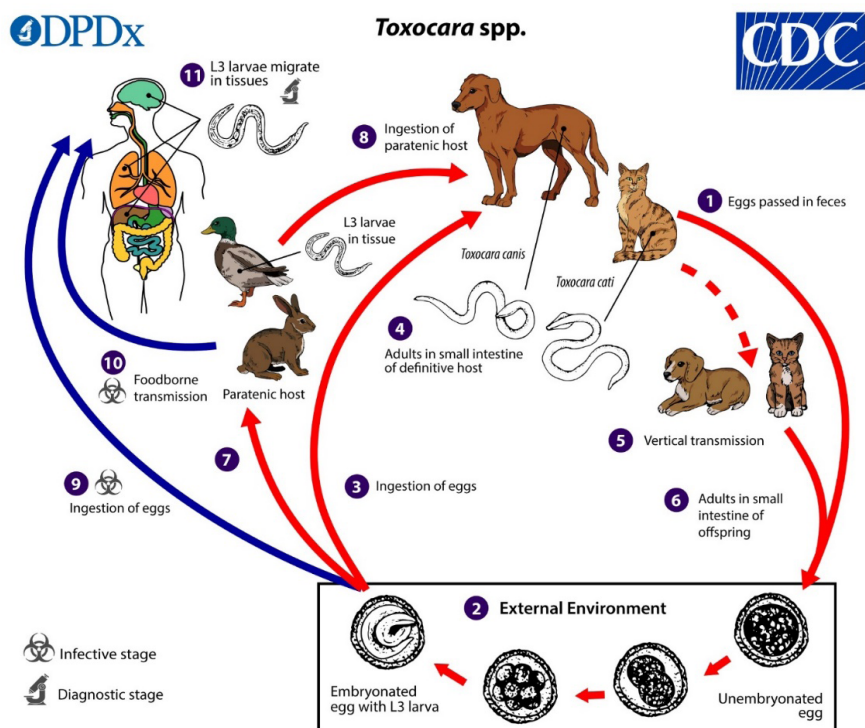 DPDx
Toxocara spp.
CDC
11 L3 larvae migrate
in tissues
8 Ingestion of
paratenic host
1 Eggs passed in feces
L3 larvae
in tissue
Toxocara canis
Toxocara cati
4
Adults in small intestine
of definitive host
10
Foodborne
transmission
Paratenic host
5 Vertical transmission
7
9
Ingestion of eggs
3 Ingestion of eggs
6 Adults in small
intestine of
offspring
2 External Environment
Infective stage
Diagnostic stage
Embryonated
egg with L3 larva
Unembryonated
egg